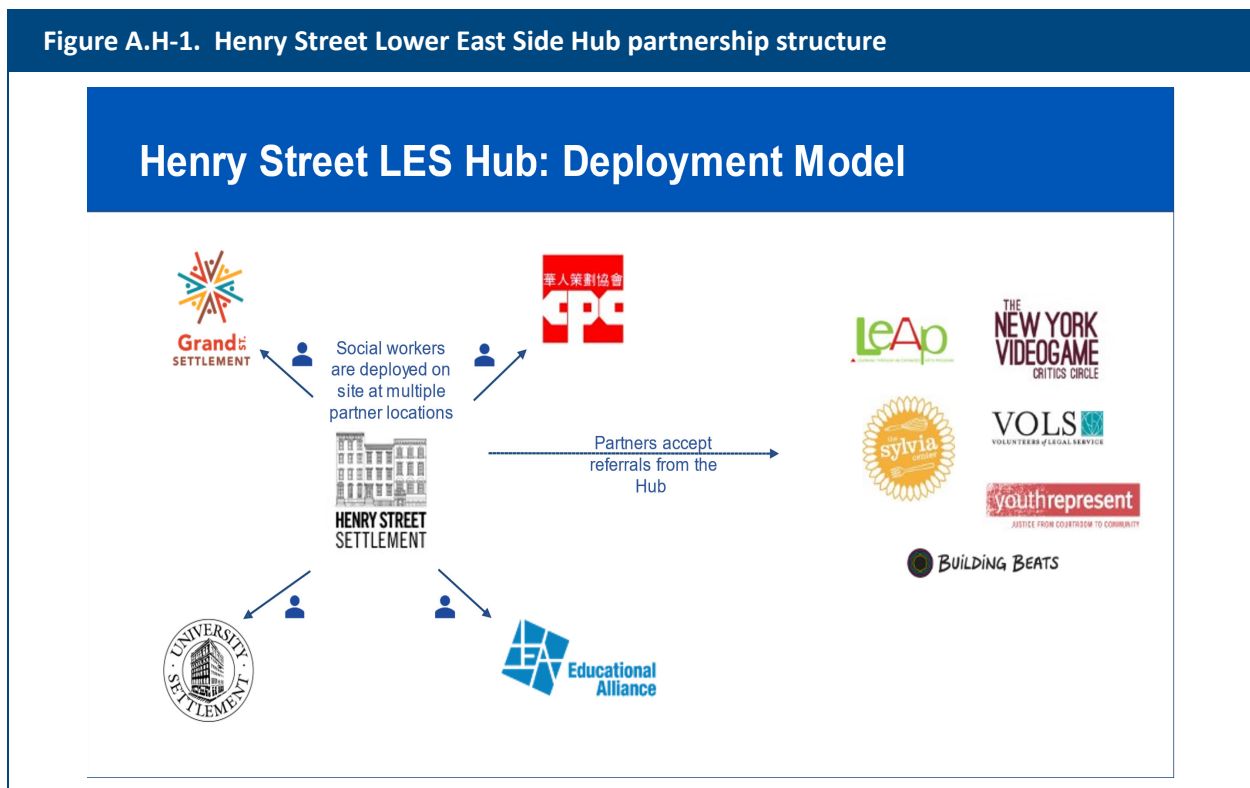 Figure A.H-1. Henry Street Lower East Side Hub partnership structure
Henry Street LES Hub: Deployment Model
Grand ST.
SETTLEMENT
Social workers
are deployed on
site at multiple
partner locations
華人策劃協會
CPC
HENRY STREET
SETTLEMENT
UNIVERSITY
SETTLEMENT
EA
Educational
Alliance
Partners accept
referrals from the
Hub
LeAp
THE
NEW YORK
VIDEOGAME
CRITICS CIRCLE
the
sylvia
center
VOLS
VOLUNTEERS of LEGAL SERVICE
youthrepresent
JUSTICE FROM COURTROOM TO COMMUNITY
BUiLDiNG BEATS